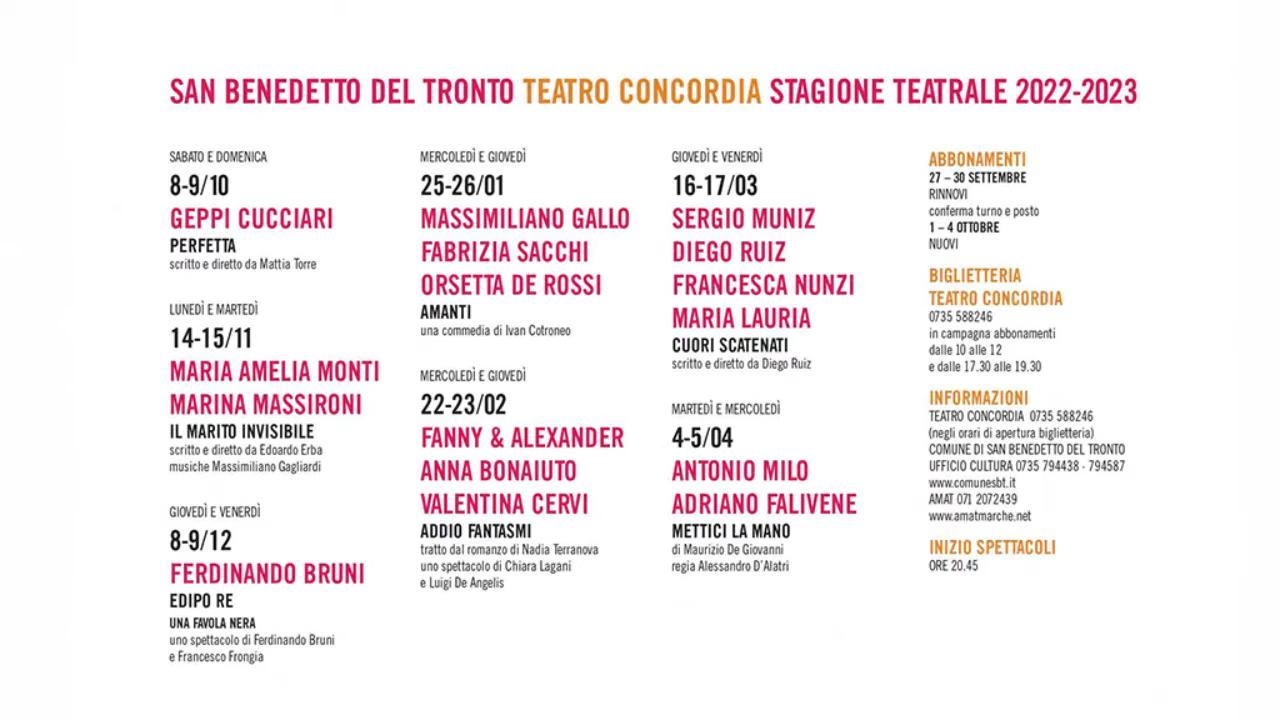 SAN BENEDETTO DEL TRONTO TEATRO CONCORDIA STAGIONE TEATRALE 2022-2023
SABATO E DOMENICA
8-9/10
GEPPI CUCCIARI
PERFETTA
scritto e diretto da Mattia Torre
LUNEDÌ E MARTEDÌ
14-15/11
MARIA AMELIA MONTI
MARINA MASSIRONI
IL MARITO INVISIBILE
scritto e diretto da Edoardo Erba
musiche Massimiliano Gagliardi
GIOVEDÌ E VENERDÌ
8-9/12
FERDINANDO BRUNI
EDIPO RE
UNA FAVOLA NERA
uno spettacolo di Ferdinando Bruni
e Francesco Frongia
MERCOLEDÌ E GIOVEDÌ
25-26/01
MASSIMILIANO GALLO
FABRIZIA SACCHI
ORSETTA DE ROSSI
AMANTI
una commedia di Ivan Cotroneo
MERCOLEDÌ E GIOVEDÌ
22-23/02
FANNY & ALEXANDER
ANNA BONAIUTO
VALENTINA CERVI
ADDIO FANTASMI
tratto dal romanzo di Nadia Terranova
uno spettacolo di Chiara Lagani
e Luigi De Angelis
GIOVEDÌ E VENERDÌ
16-17/03
SERGIO MUNIZ
DIEGO RUIZ
FRANCESCA NUNZI
MARIA LAURIA
CUORI SCATENATI
scritto e diretto da Diego Ruiz
MARTEDÌ E MERCOLEDÌ
4-5/04
ANTONIO MILO
ADRIANO FALIVENE
METTICI LA MANO
di Maurizio De Giovanni
regia Alessandro D'Alatri
ABBONAMENTI
27 – 30 SETTEMBRE
RINNOVI
conferma turno e posto
1 – 4 OTTOBRE
NUOVI
BIGLIETTERIA
TEATRO CONCORDIA
0735 588246
in campagna abbonamenti
dalle 10 alle 12
e dalle 17.30 alle 19.30
INFORMAZIONI
TEATRO CONCORDIA 0735 588246
(negli orari di apertura biglietteria)
COMUNE DI SAN BENEDETTO DEL TRONTO
UFFICIO CULTURA 0735 794438 - 794587
www.comunesbt.it
AMAT 071 2072439
www.amatmarche.net
INIZIO SPETTACOLI
ORE 20.45